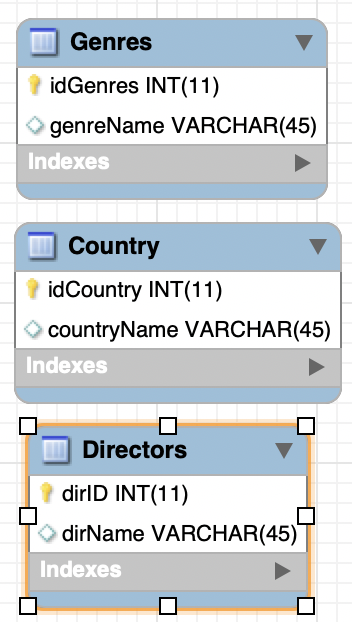 Genres
idGenres INT(11)
genreName VARCHAR(45)
Indexes
Country
idCountry INT(11)
countryName VARCHAR(45)
Indexes
Directors
dirID INT(11)
dirName VARCHAR(45)
Indexes